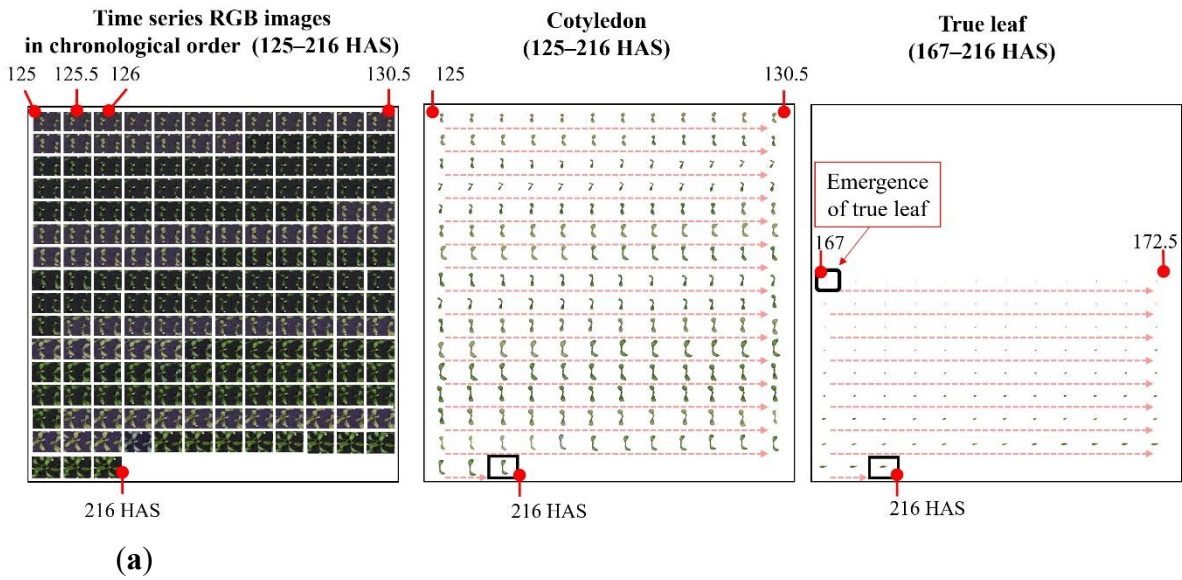 Time series RGB images
in chronological order (125–216 HAS)
125
125.5
126
130.5
216 HAS
Cotyledon
(125–216 HAS)
125
130.5
216 HAS
True leaf
(167–216 HAS)
Emergence
of true leaf
167
172.5
216 HAS
(a)